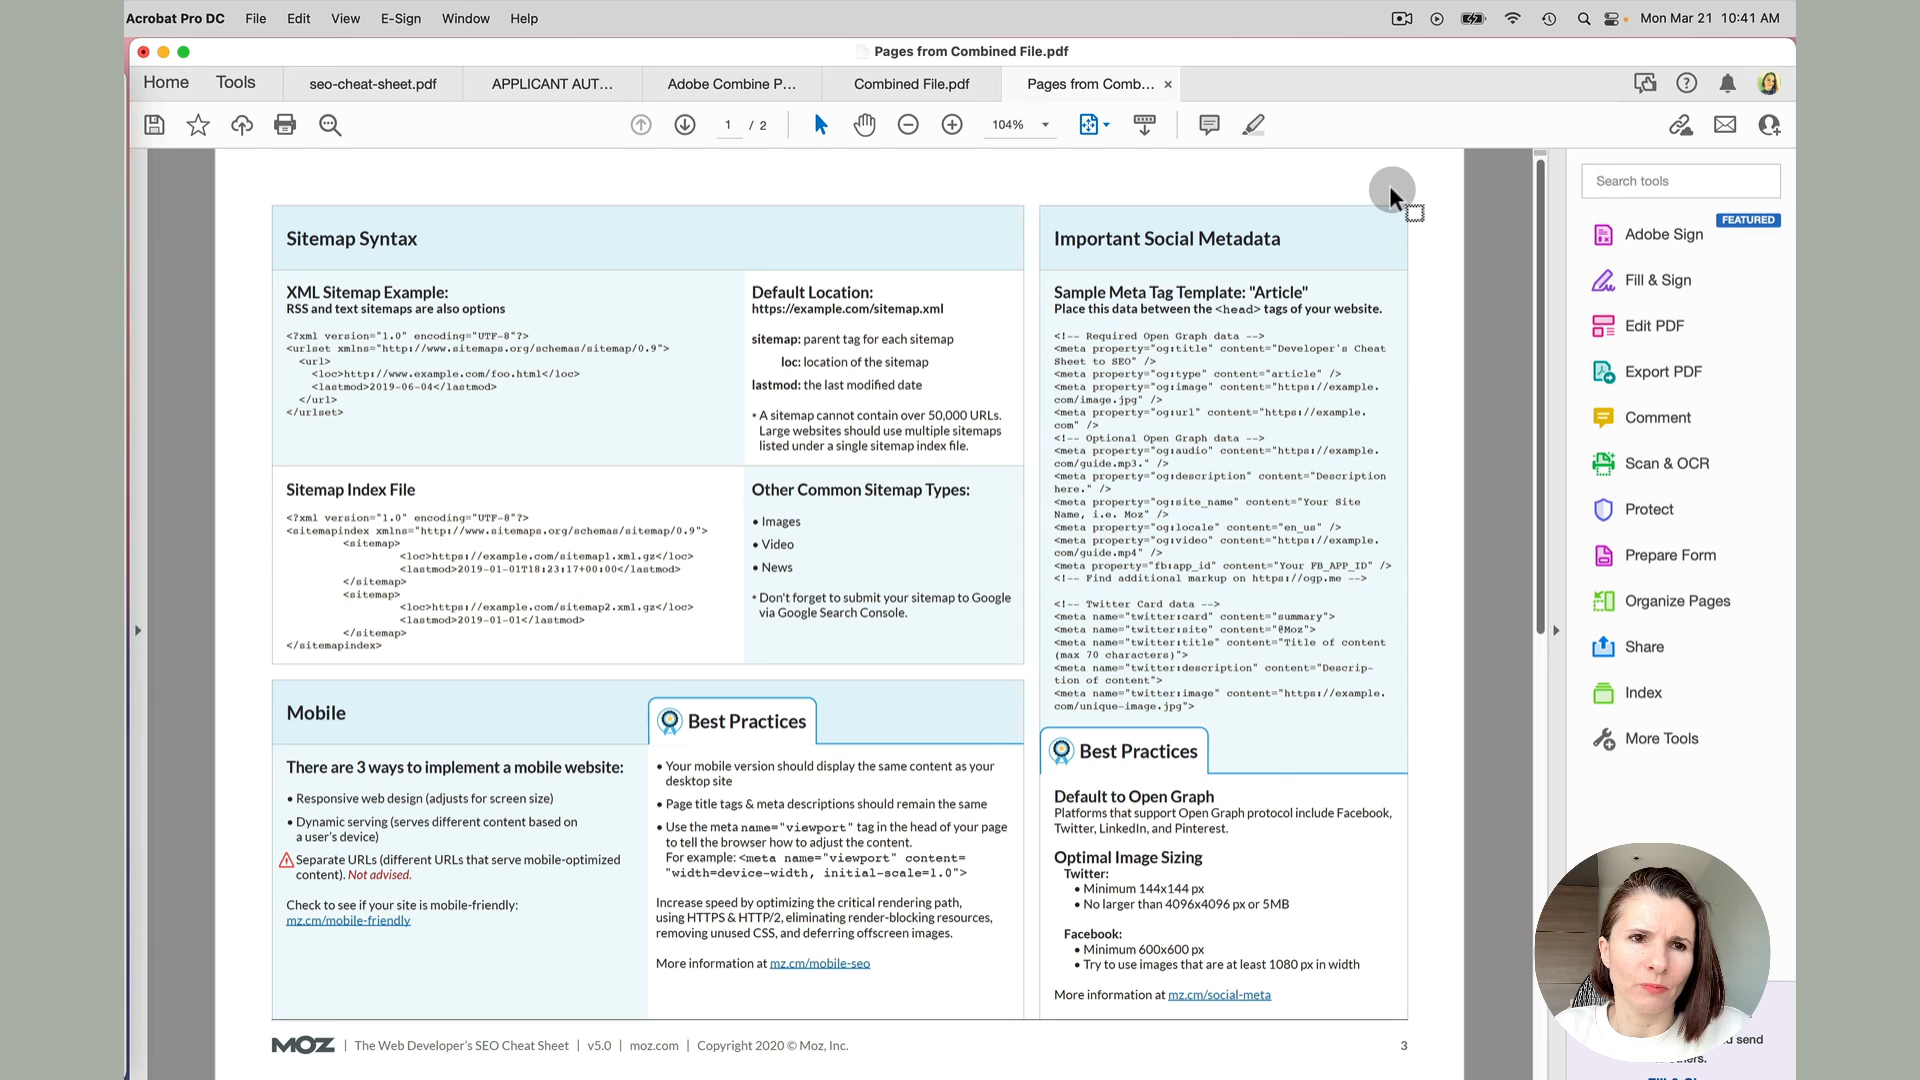 Acrobat Pro DC File Edit View E-Sign Window Help Mon Mar 21 10:41 AM
Pages from Combined File.pdf
Home Tools seo-cheat-sheet.pdf APPLICANT AUT... Adobe Combine P... Combined File.pdf Pages from Comb... ×
1 / 2 104%
Sitemap Syntax
XML Sitemap Example:
RSS and text sitemaps are also options
<?xml version="1.0" encoding="UTF-8"?>
<urlset xmlns="http://www.sitemaps.org/schemas/sitemap/0.9">
<url>
<loc>http://www.example.com/foo.html</loc>
<lastmod>2019-06-04</lastmod>
</url>
</urlset>
Default Location:
https://example.com/sitemap.xml
sitemap: parent tag for each sitemap
loc: location of the sitemap
lastmod: the last modified date
* A sitemap cannot contain over 50,000 URLs.
Large websites should use multiple sitemaps
listed under a single sitemap index file.
Sitemap Index File
<?xml version="1.0" encoding="UTF-8"?>
<sitemapindex xmlns="http://www.sitemaps.org/schemas/sitemap/0.9">
<sitemap>
<loc>https://example.com/sitemap1.xml.gz</loc>
<lastmod>2019-01-01T18:23:17+00:00</lastmod>
</sitemap>
<sitemap>
<loc>https://example.com/sitemap2.xml.gz</loc>
<lastmod>2019-01-01</lastmod>
</sitemap>
</sitemapindex>
Other Common Sitemap Types:
• Images
• Video
• News
* Don't forget to submit your sitemap to Google
via Google Search Console.
Mobile
There are 3 ways to implement a mobile website:
• Responsive web design (adjusts for screen size)
• Dynamic serving (serves different content based on
a user's device)
Separate URLs (different URLs that serve mobile-optimized
content). Not advised.
Check to see if your site is mobile-friendly:
mz.cm/mobile-friendly
Best Practices
• Your mobile version should display the same content as your
desktop site
• Page title tags & meta descriptions should remain the same
• Use the meta name="viewport" tag in the head of your page
to tell the browser how to adjust the content.
For example: <meta name="viewport" content=
"width=device-width, initial-scale=1.0">
Increase speed by optimizing the critical rendering path,
using HTTPS & HTTP/2, eliminating render-blocking resources,
removing unused CSS, and deferring offscreen images.
More information at mz.cm/mobile-seo
Important Social Metadata
Sample Meta Tag Template: "Article"
Place this data between the <head> tags of your website.
<!-- Required Open Graph data -->
<meta property="og:title" content="Developer's Cheat
Sheet to SEO" />
<meta property="og:type" content="article" />
<meta property="og:image" content="https://example.
com/image.jpg" />
<meta property="og:url" content="https://example.
com" />
<!-- Optional Open Graph data -->
<meta property="og:audio" content="https://example.
com/guide.mp3." />
<meta property="og:description" content="Description
here." />
<meta property="og:site_name" content="Your Site
Name, i.e. Moz" />
<meta property="og:locale" content="en_us" />
<meta property="og:video" content="https://example.
com/guide.mp4" />
<meta property="fb:app_id" content="Your FB_APP_ID" />
<!-- Find additional markup on https://ogp.me -->
<!-- Twitter Card data -->
<meta name="twitter:card" content="summary">
<meta name="twitter:site" content="@Moz">
<meta name="twitter:title" content="Title of content
(max 70 characters)">
<meta name="twitter:description" content="Descrip-
tion of content">
<meta name="twitter:image" content="https://example.
com/unique-image.jpg">
Best Practices
Default to Open Graph
Platforms that support Open Graph protocol include Facebook,
Twitter, LinkedIn, and Pinterest.
Optimal Image Sizing
Twitter:
• Minimum 144x144 px
• No larger than 4096x4096 px or 5MB
Facebook:
• Minimum 600x600 px
• Try to use images that are at least 1080 px in width
More information at mz.cm/social-meta
MOZ | The Web Developer's SEO Cheat Sheet | v5.0 | moz.com | Copyright 2020 © Moz, Inc. 3
Search tools
FEATURED
Adobe Sign
Fill & Sign
Edit PDF
Export PDF
Comment
Scan & OCR
Protect
Prepare Form
Organize Pages
Share
Index
More Tools
send